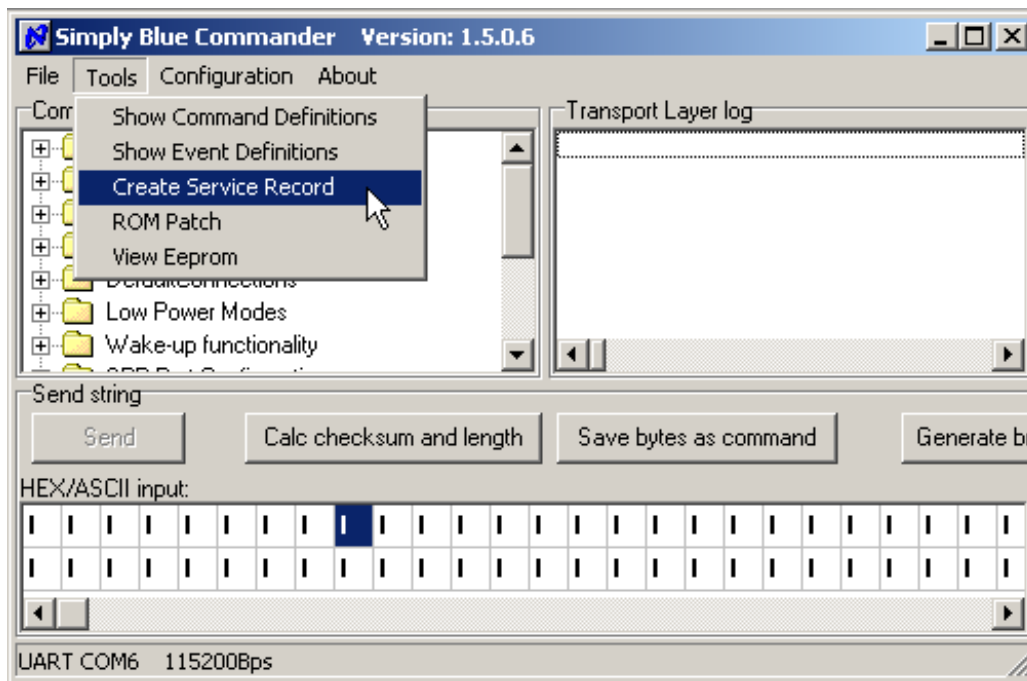 Simply Blue Commander Version: 1.5.0.6
File Tools Configuration About
Show Command Definitions
Show Event Definitions
Create Service Record
ROM Patch
View Eeprom
Transport Layer log
DefaultConnections
Low Power Modes
Wake-up functionality
Send string
Send Calc checksum and length Save bytes as command Generate
HEX/ASCII input:
UART COM6 115200Bps